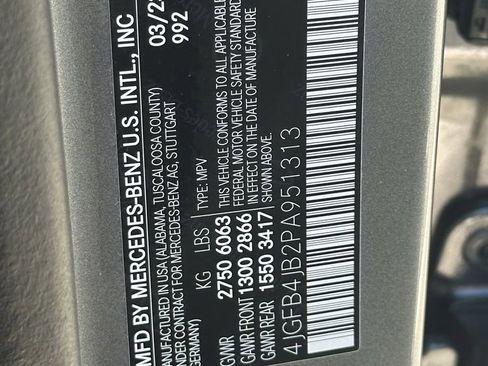 MFD BY MERCEDES-BENZ U.S. INTL., INC
MANUFACTURED IN USA (ALABAMA, TUSCALOOSA COUNTY)
UNDER CONTRACT FOR MERCEDES-BENZ AG, STUTTGART
(GERMANY)
03/23
992
KG LBS TYPE: MPV
GVWR 2750 6063
GAWR FRONT 1300 2866
GAWR REAR 1550 3417
THIS VEHICLE CONFORMS TO ALL APPLICABLE
FEDERAL MOTOR VEHICLE SAFETY STANDARD
IN EFFECT ON THE DATE OF MANUFACTURE
SHOWN ABOVE.
4JGFB4JB2PA951313